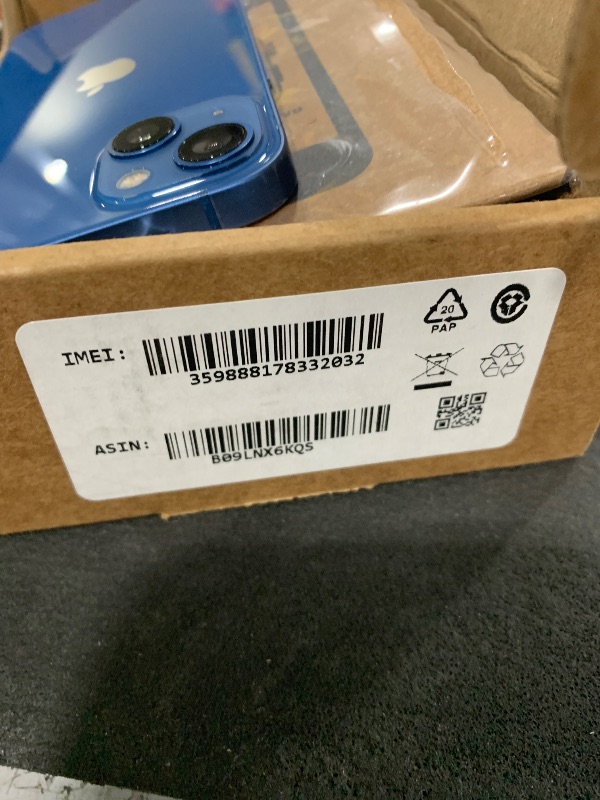 IMEI:
359888178332032
ASIN:
B09LNX6KQS
20
PAP